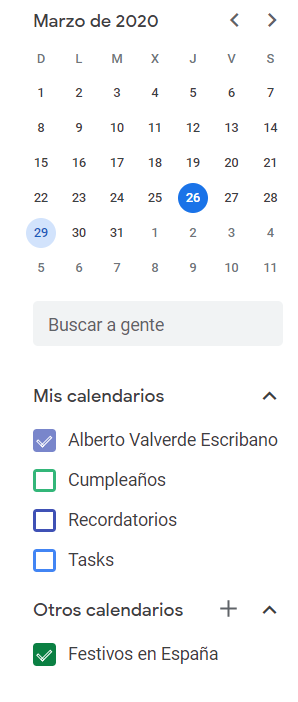 Marzo de 2020
D L M X J V S
1 2 3 4 5 6 7
8 9 10 11 12 13 14
15 16 17 18 19 20 21
22 23 24 25 26 27 28
29 30 31 1 2 3 4
5 6 7 8 9 10 11
Buscar a gente
Mis calendarios
Alberto Valverde Escribano
Cumpleaños
Recordatorios
Tasks
Otros calendarios
Festivos en España